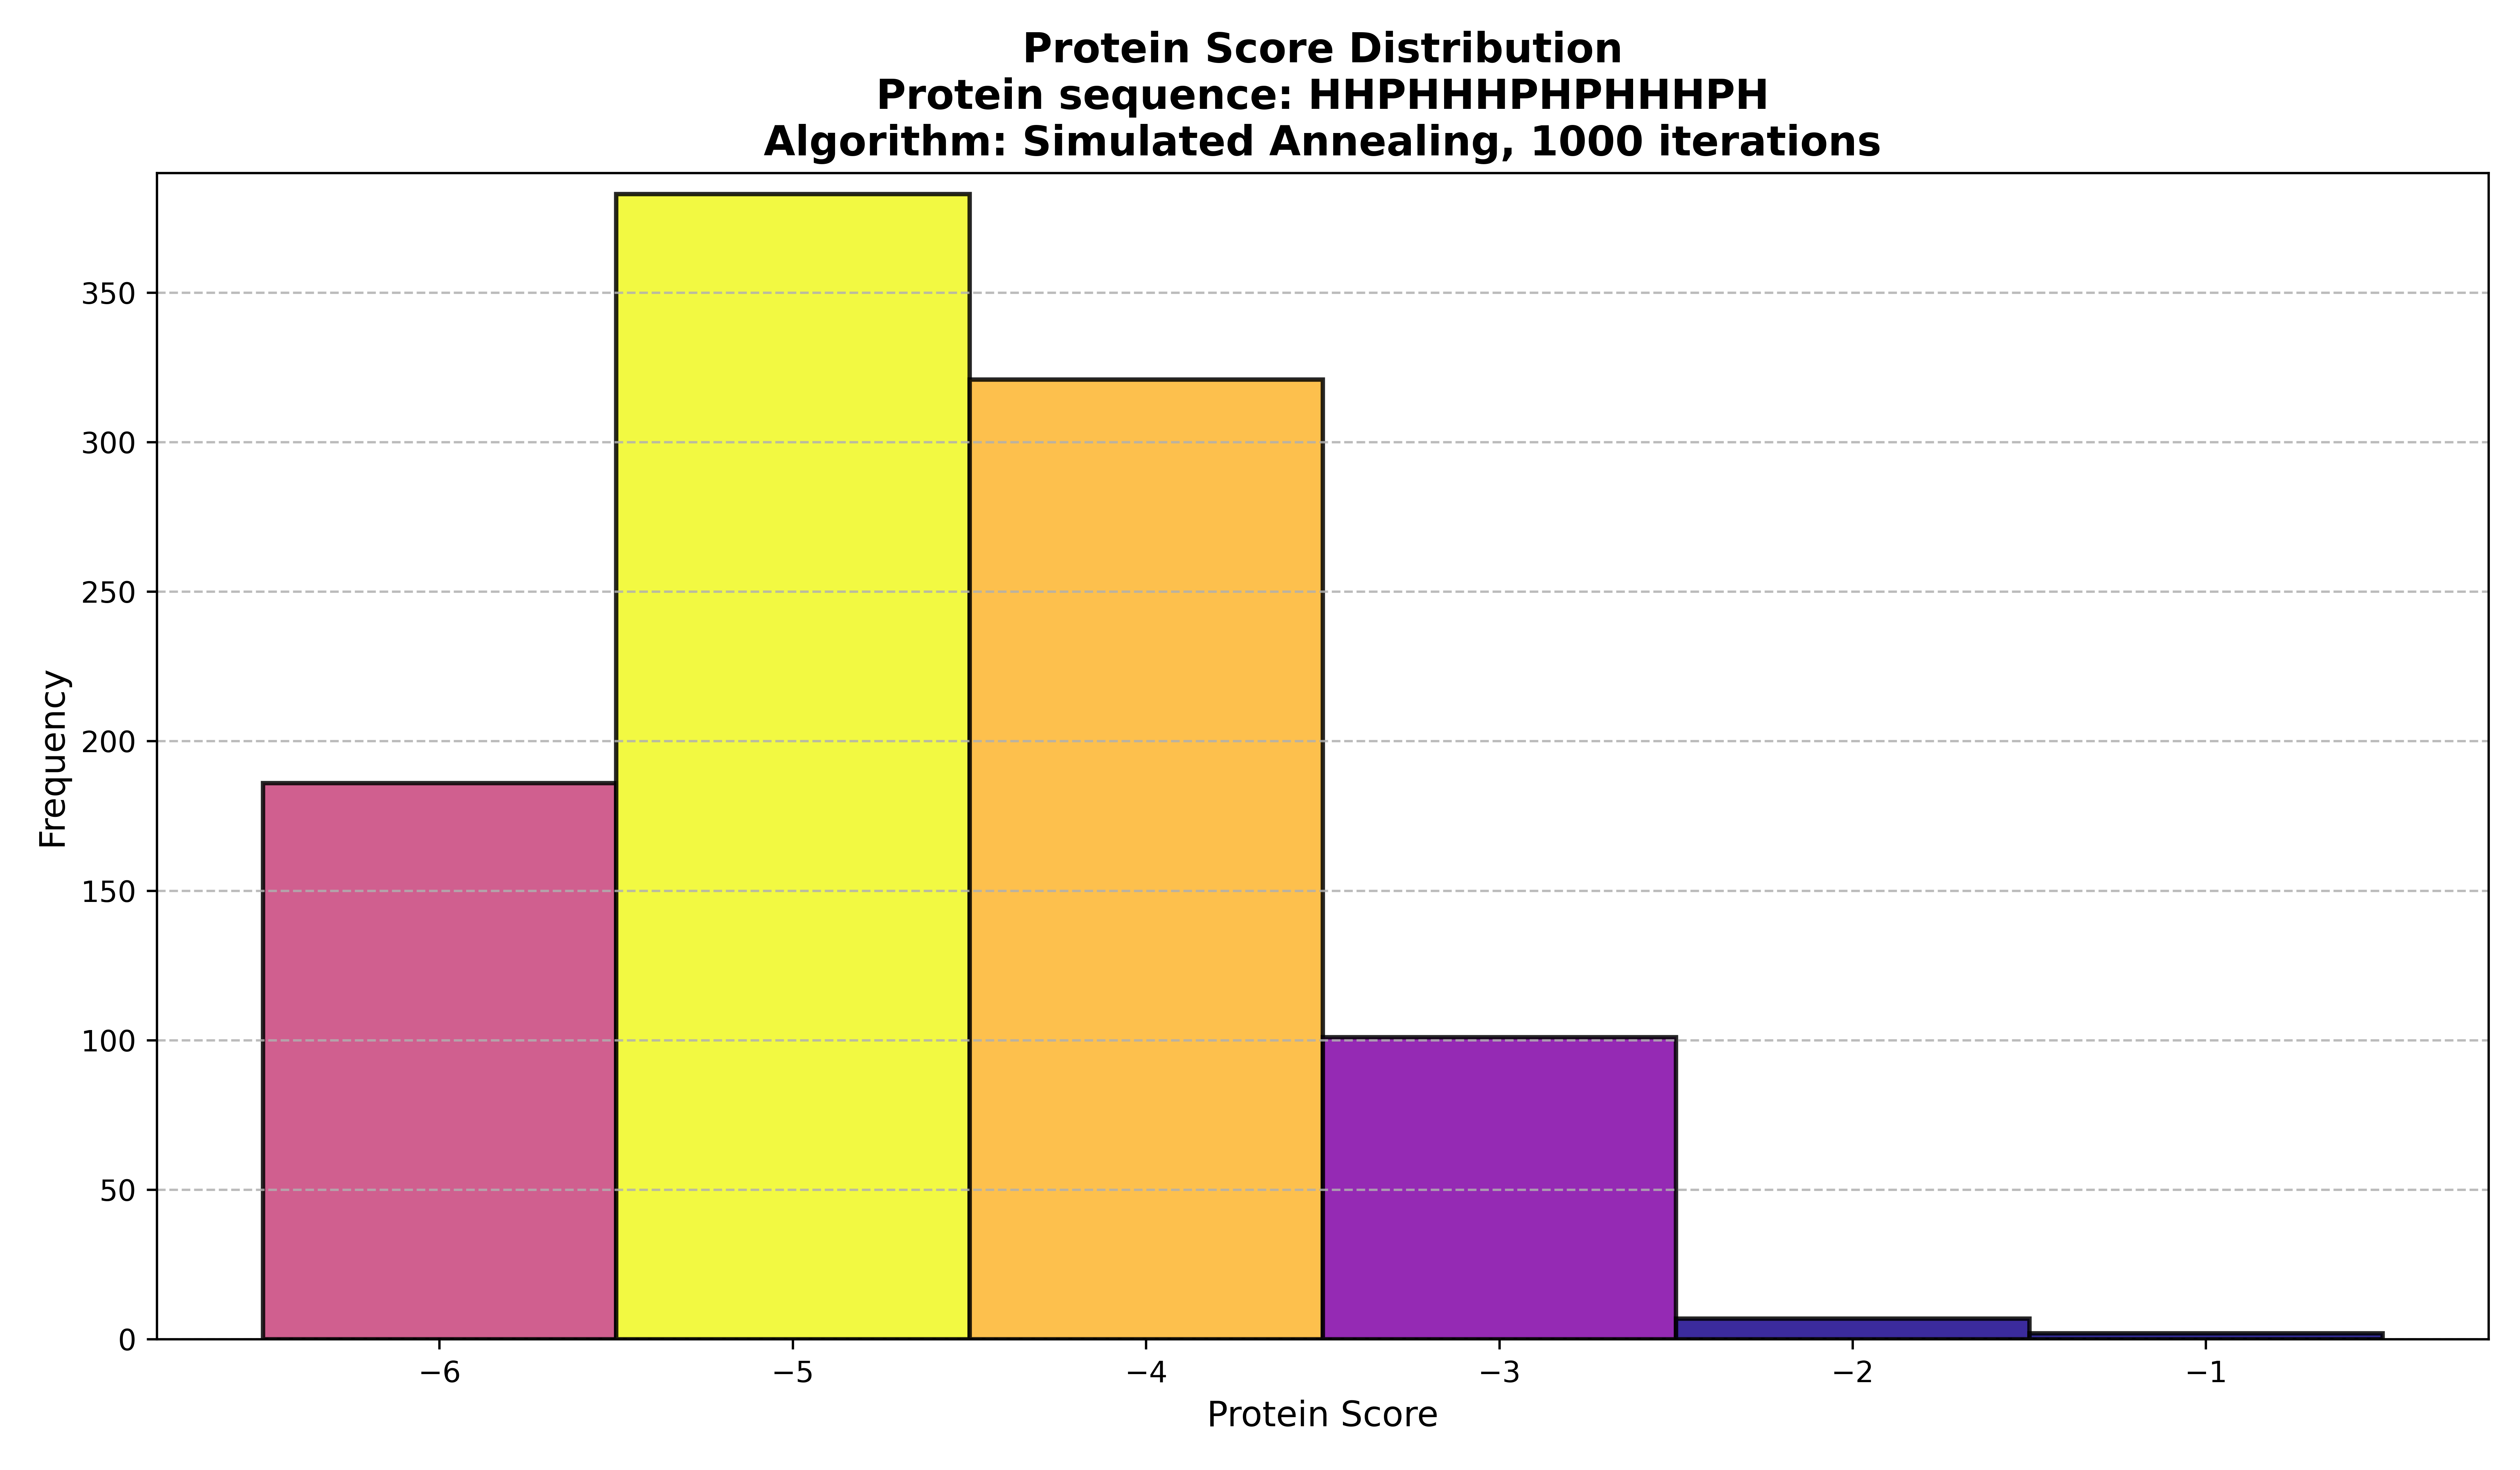 Protein Score Distribution
Protein sequence: HHPHHHHPHPHHHHPH
Algorithm: Simulated Annealing, 1000 iterations
350
300
250
200
150
100
50
0
Frequency
−6 −5 −4 −3 −2 −1
Protein Score